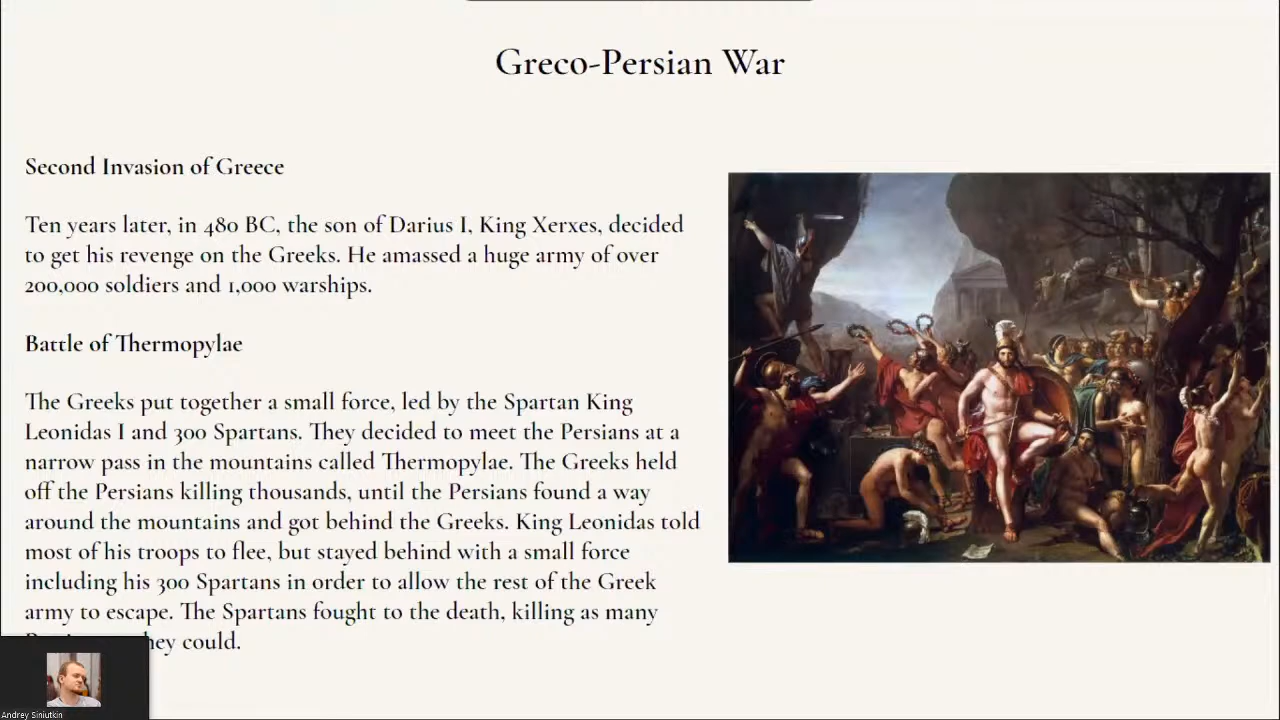 Greco-Persian War
Second Invasion of Greece
Ten years later, in 480 BC, the son of Darius I, King Xerxes, decided
to get his revenge on the Greeks. He amassed a huge army of over
200,000 soldiers and 1,000 warships.
Battle of Thermopylae
The Greeks put together a small force, led by the Spartan King
Leonidas I and 300 Spartans. They decided to meet the Persians at a
narrow pass in the mountains called Thermopylae. The Greeks held
off the Persians killing thousands, until the Persians found a way
around the mountains and got behind the Greeks. King Leonidas told
most of his troops to flee, but stayed behind with a small force
including his 300 Spartans in order to allow the rest of the Greek
army to escape. The Spartans fought to the death, killing as many
they could.
Andrey Siniutkin